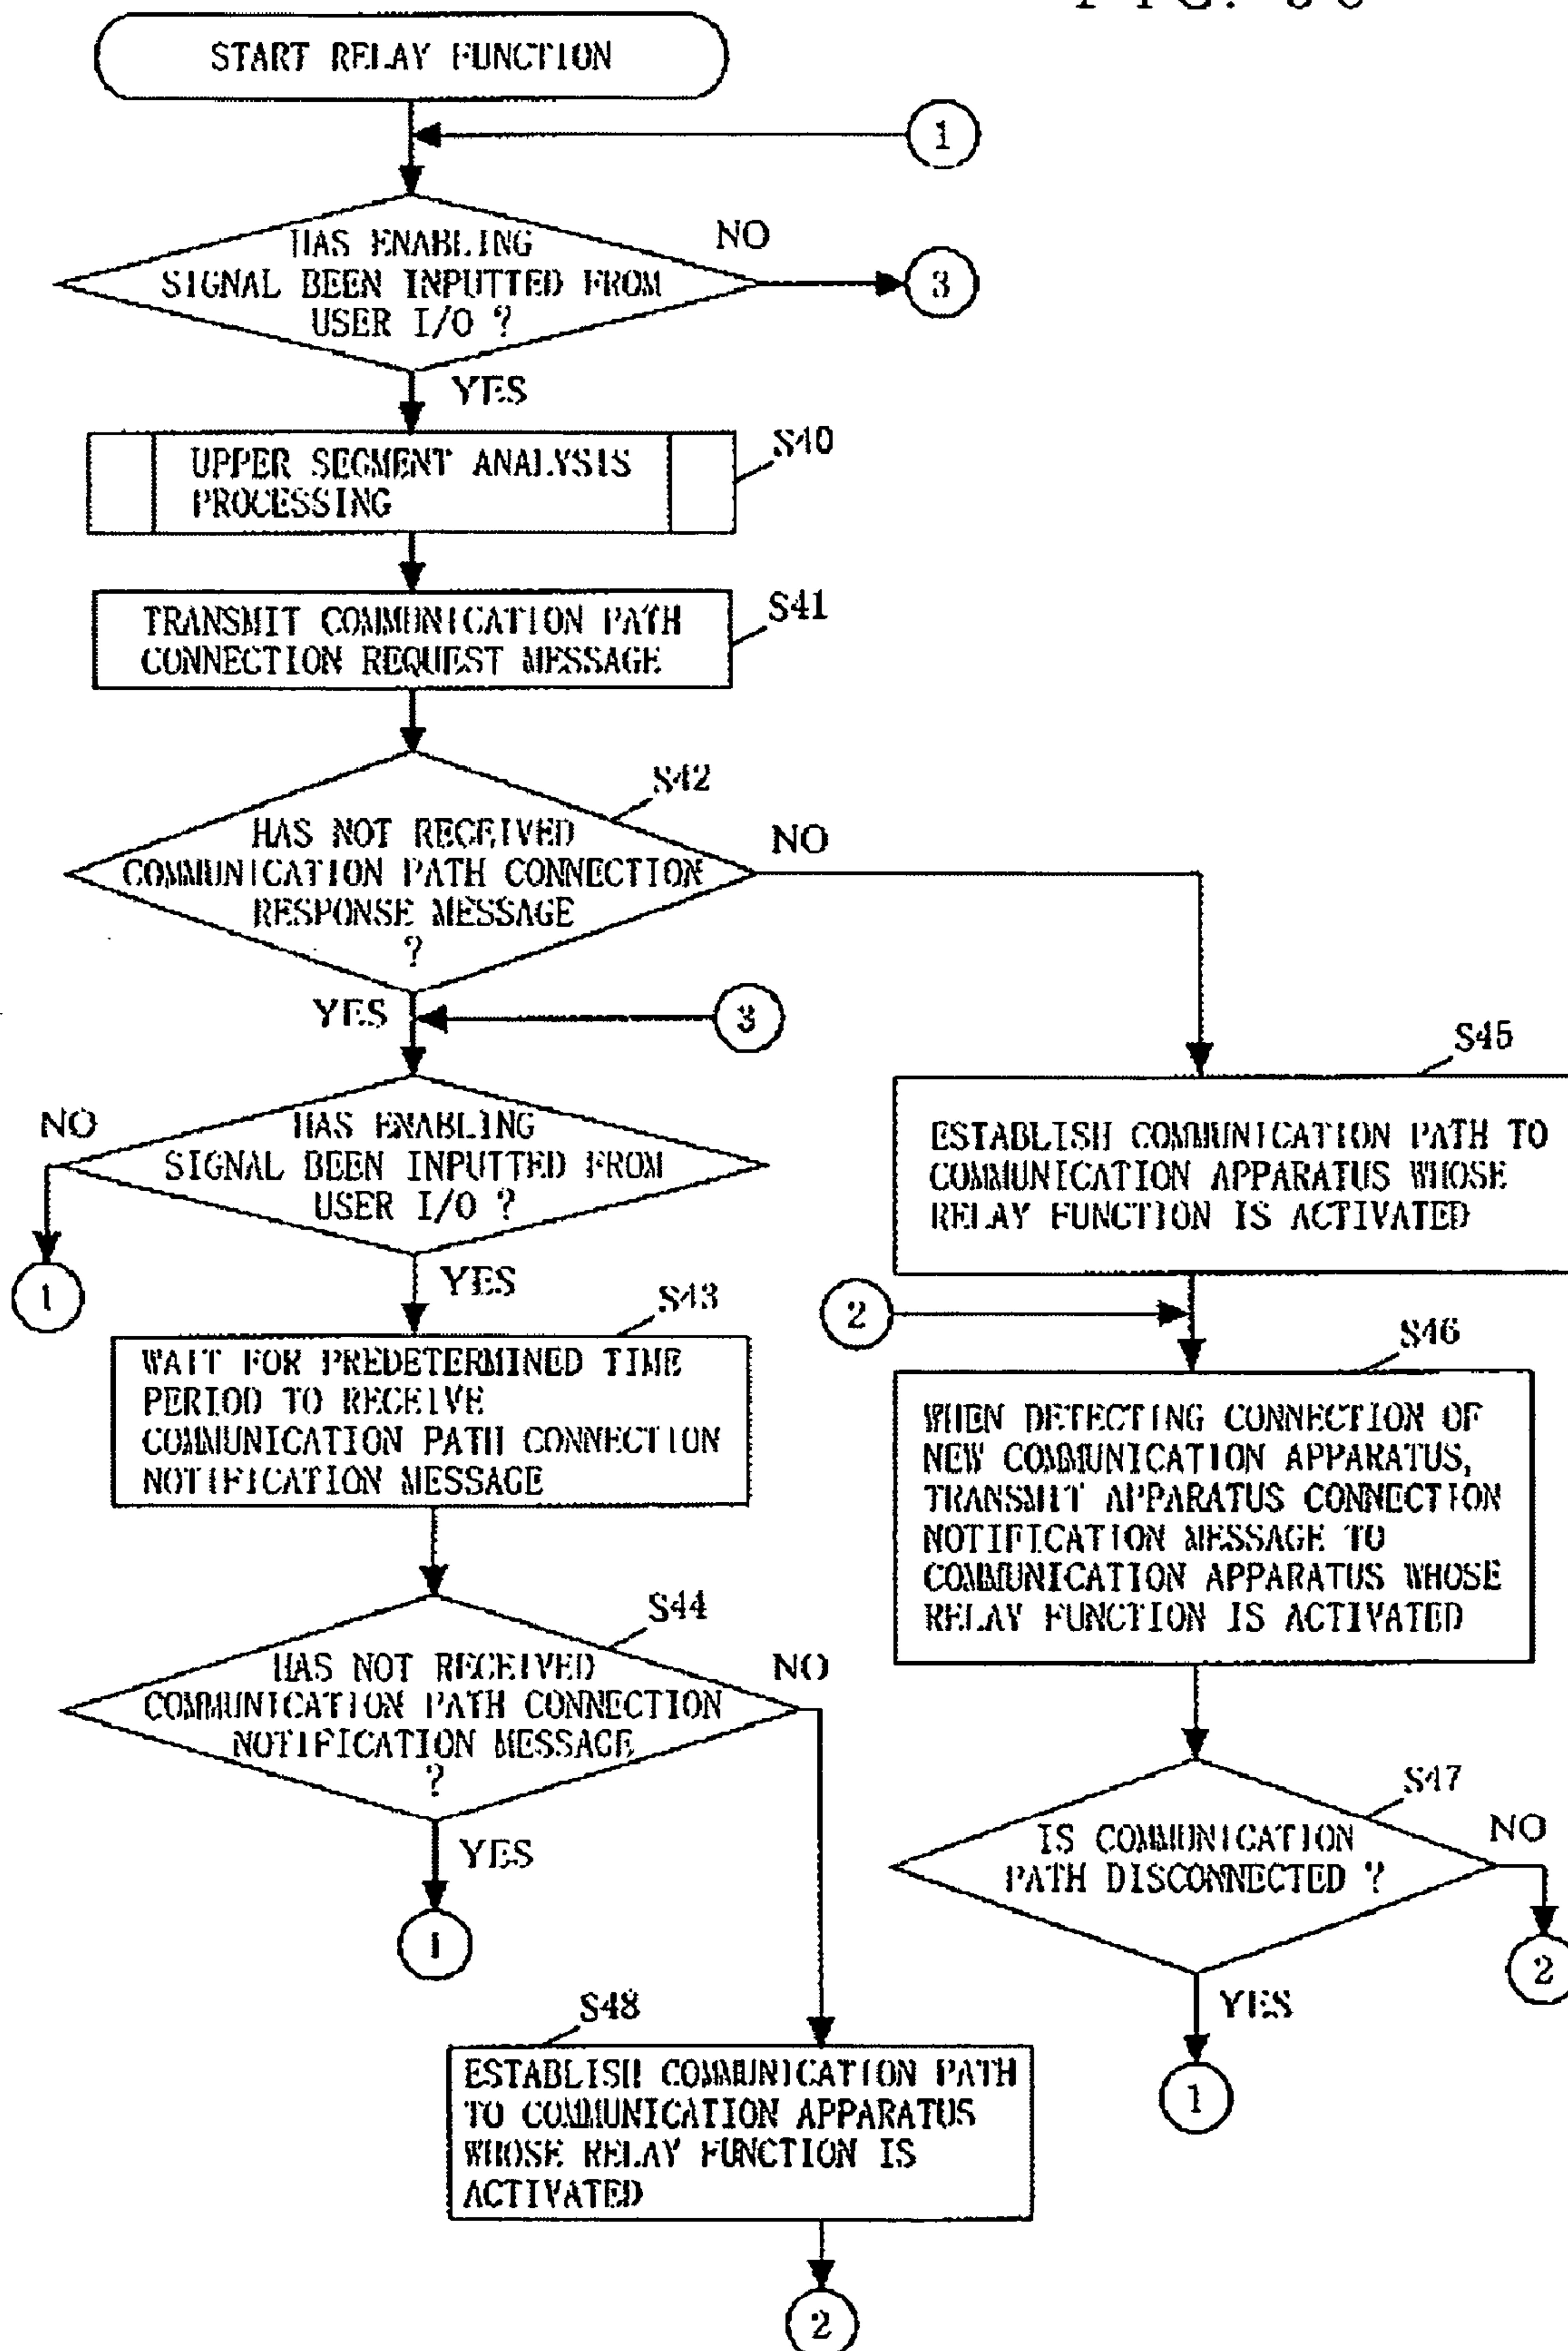 START RELAY FUNCTION
1
HAS ENABLING
SIGNAL BEEN INPUTTED FROM
USER I/O ?
NO
3
YES
UPPER SEGMENT ANALYSIS
PROCESSING
S40
TRANSMIT COMMUNICATION PATH
CONNECTION REQUEST MESSAGE
S41
S42
HAS NOT RECEIVED
COMMUNICATION PATH CONNECTION
RESPONSE MESSAGE
?
NO
YES
3
HAS ENABLING
SIGNAL BEEN INPUTTED FROM
USER I/O ?
NO
1
YES
S43
WAIT FOR PREDETERMINED TIME
PERIOD TO RECEIVE
COMMUNICATION PATH CONNECTION
NOTIFICATION MESSAGE
S44
HAS NOT RECEIVED
COMMUNICATION PATH CONNECTION
NOTIFICATION MESSAGE
?
NO
YES
1
S48
ESTABLISH COMMUNICATION PATH
TO COMMUNICATION APPARATUS
WHOSE RELAY FUNCTION IS
ACTIVATED
2
S45
ESTABLISH COMMUNICATION PATH TO
COMMUNICATION APPARATUS WHOSE
RELAY FUNCTION IS ACTIVATED
2
S46
WHEN DETECTING CONNECTION OF
NEW COMMUNICATION APPARATUS,
TRANSMIT APPARATUS CONNECTION
NOTIFICATION MESSAGE TO
COMMUNICATION APPARATUS WHOSE
RELAY FUNCTION IS ACTIVATED
S47
IS COMMUNICATION
PATH DISCONNECTED ?
NO
2
YES
1